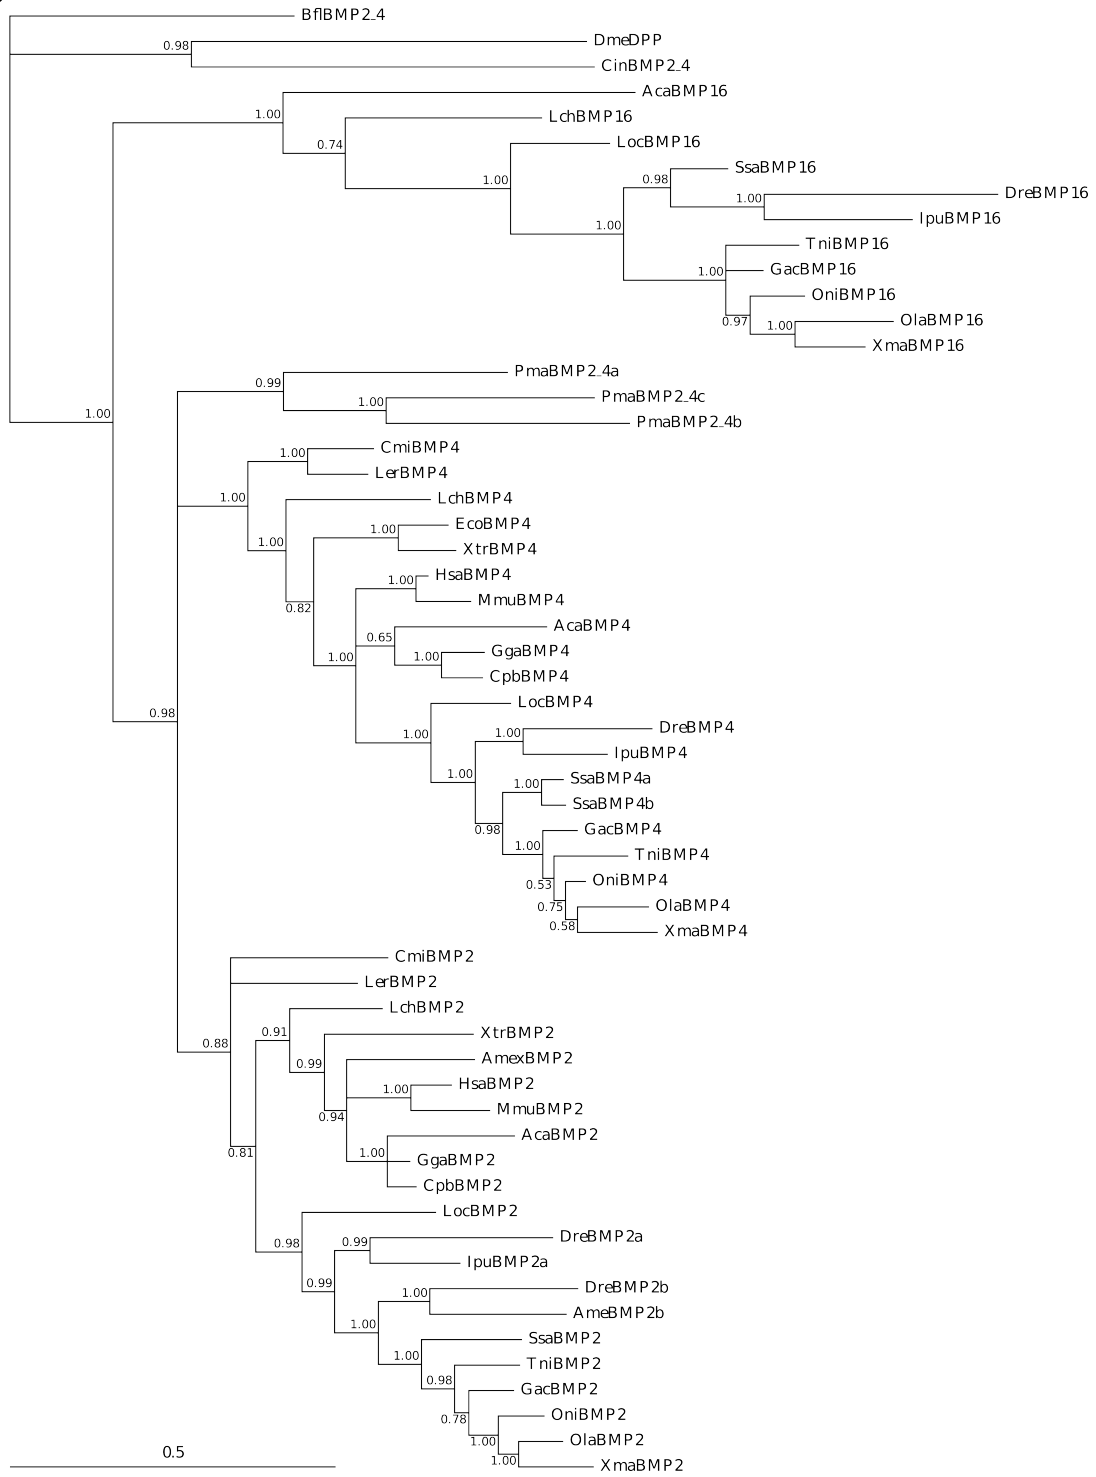 BflBMP2_4
0.98
DmeDPP
CinBMP2_4
AcaBMP16
1.00
LchBMP16
0.74
LocBMP16
1.00
SsaBMP16
0.98
DreBMP16
1.00
IpuBMP16
1.00
TniBMP16
1.00
GacBMP16
OniBMP16
0.97
OlaBMP16
1.00
XmaBMP16
PmaBMP2_4a
0.99
PmaBMP2_4c
1.00
1.00
PmaBMP2_4b
CmiBMP4
1.00
LerBMP4
1.00
LchBMP4
EcoBMP4
1.00
1.00
XtrBMP4
HsaBMP4
1.00
MmuBMP4
0.82
AcaBMP4
0.65
GgaBMP4
1.00
1.00
CpbBMP4
LocBMP4
0.98
DreBMP4
1.00
1.00
IpuBMP4
1.00
SsaBMP4a
1.00
SsaBMP4b
0.98
GacBMP4
1.00
TniBMP4
0.53
OniBMP4
0.75
OlaBMP4
0.58
XmaBMP4
CmiBMP2
LerBMP2
LchBMP2
0.91
XtrBMP2
0.88
0.99
AmexBMP2
HsaBMP2
1.00
MmuBMP2
0.94
AcaBMP2
0.81
1.00
GgaBMP2
CpbBMP2
LocBMP2
DreBMP2a
0.98
0.99
IpuBMP2a
0.99
DreBMP2b
1.00
AmeBMP2b
1.00
SsaBMP2
1.00
TniBMP2
0.98
GacBMP2
0.78
OniBMP2
1.00
OlaBMP2
1.00
XmaBMP2
0.5